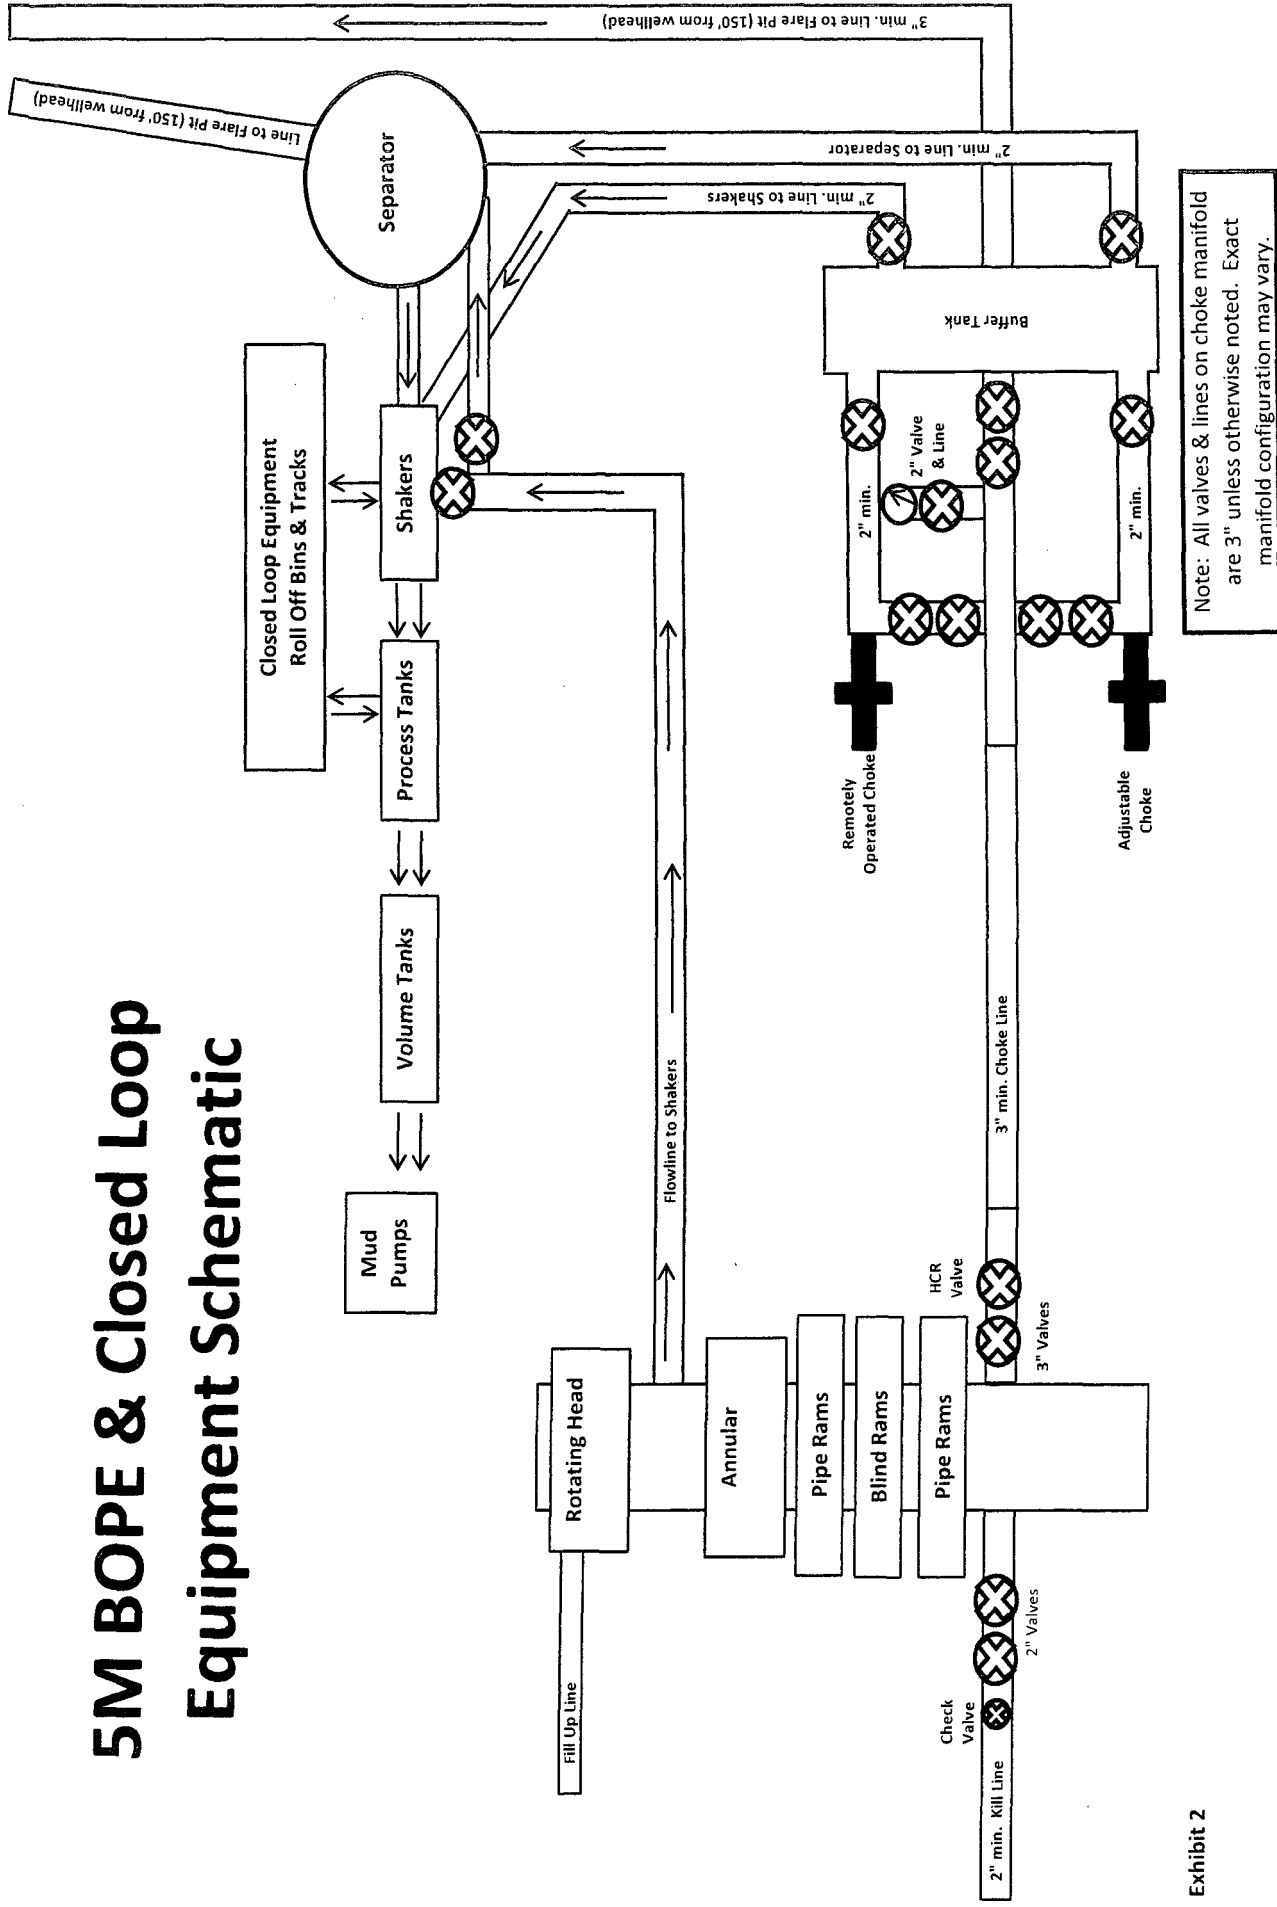 5M BOPE & Closed Loop
Equipment Schematic
Closed Loop Equipment
Roll Off Bins & Tracks
Mud
Pumps
Volume Tanks
Process Tanks
Shakers
Separator
Line to Flare Pit (150' from wellhead)
3" min. Line to Flare Pit (150' from wellhead)
Fill Up Line
Rotating Head
Flowline to Shakers
Annular
Pipe Rams
Blind Rams
Pipe Rams
2" min. Line to Shakers
2" min. Line to Separator
Remotely
Operated Choke
2" min.
2" Valve
& Line
Buffer Tank
Check
Valve
HCR
Valve
2" min. Kill Line
2" Valves
3" Valves
3" min. Choke Line
Adjustable
Choke
2" min.
Note: All valves & lines on choke manifold
are 3" unless otherwise noted. Exact
manifold configuration may vary.
Exhibit 2